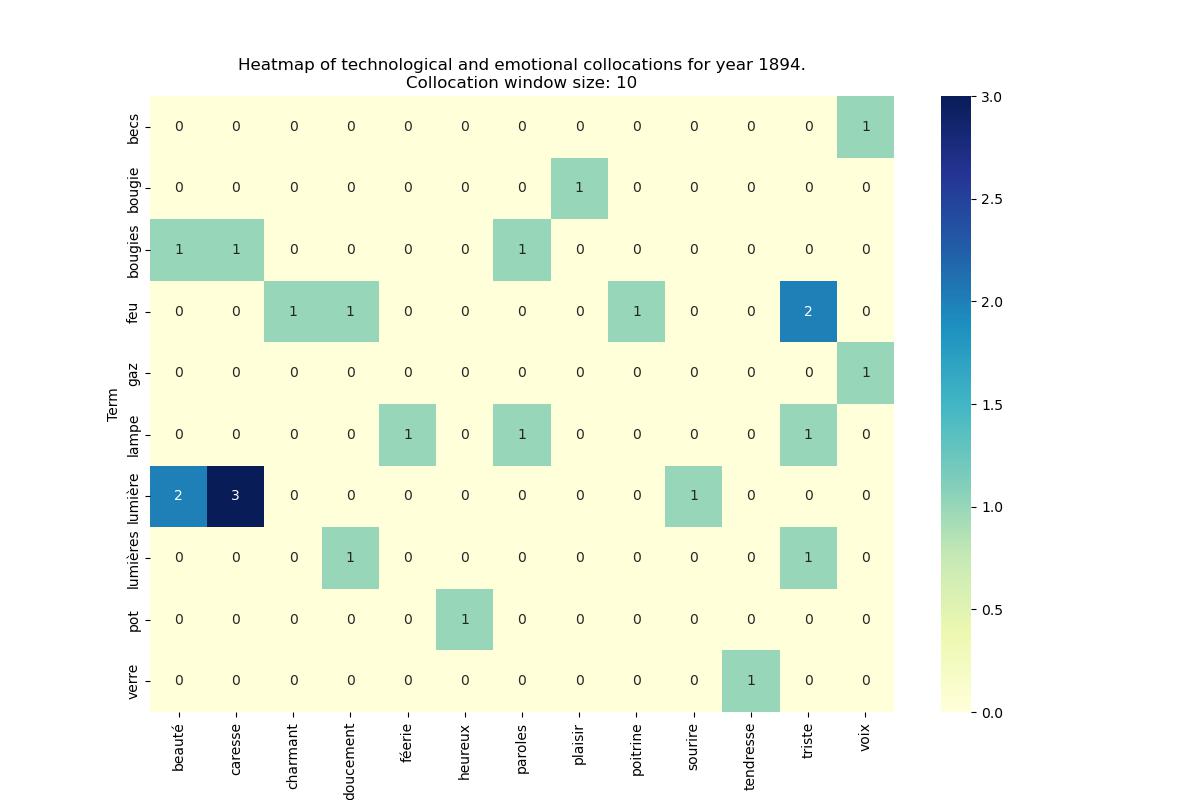 Heatmap of technological and emotional collocations for year 1894.
Collocation window size: 10
Term
becs 0 0 0 0 0 0 0 0 0 0 0 0 1
bougie 0 0 0 0 0 0 0 1 0 0 0 0 0
bougies 1 1 0 0 0 0 1 0 0 0 0 0 0
feu 0 0 1 1 0 0 0 0 1 0 0 2 0
gaz 0 0 0 0 0 0 0 0 0 0 0 0 1
lampe 0 0 0 0 1 0 1 0 0 0 0 1 0
lumière 2 3 0 0 0 0 0 0 0 1 0 0 0
lumières 0 0 0 1 0 0 0 0 0 0 0 1 0
pot 0 0 0 0 0 1 0 0 0 0 0 0 0
verre 0 0 0 0 0 0 0 0 0 0 1 0 0
beauté caresse charmant doucement féerie heureux paroles plaisir poitrine sourire tendresse triste voix
3.0
2.5
2.0
1.5
1.0
0.5
0.0